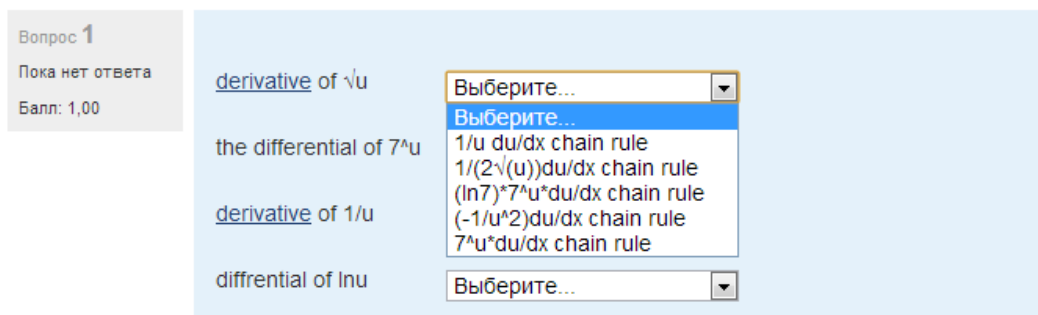 Вопрос 1
Пока нет ответа
Балл: 1,00
derivative of √u
Выберите...
Выберите...
1/u du/dx chain rule
1/(2√(u))du/dx chain rule
(ln7)*7^u*du/dx chain rule
(-1/u^2)du/dx chain rule
7^u*du/dx chain rule
the differential of 7^u
derivative of 1/u
diffrential of lnu
Выберите...